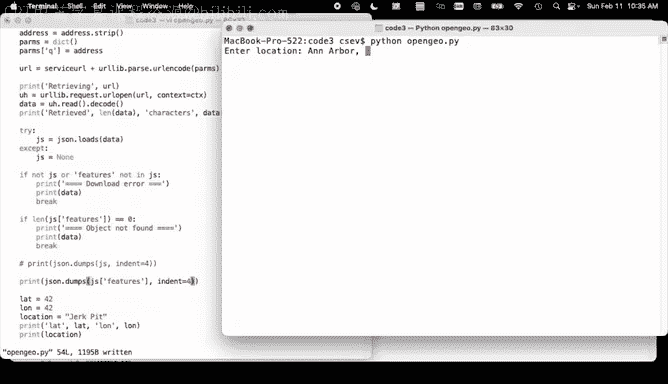 Terminal Shell Edit View Window Help
Sun Feb 11 10:35 AM
code3 — vi opengeo.py — 86×30
address = address.strip()
parms = dict()
parms['q'] = address
url = serviceurl + urllib.parse.urlencode(parms)
print('Retrieving', url)
uh = urllib.request.urlopen(url, context=ctx)
data = uh.read().decode()
print('Retrieved', len(data), 'characters', data
try:
js = json.loads(data)
except:
js = None
if not js or 'features' not in js:
print('==== Download error ===')
print(data)
break
if len(js['features']) == 0:
print('==== Object not found ====')
print(data)
break
# print(json.dumps(js, indent=4))
print(json.dumps(js['features'], indent=4))
lat = 42
lon = 42
location = "Jerk Pit"
print('lat', lat, 'lon', lon)
print(location)
"opengeo.py" 54L, 1195B written
code3 — Python opengeo.py — 83×30
MacBook-Pro-522:code3 csev$ python opengeo.py
Enter location: Ann Arbor,